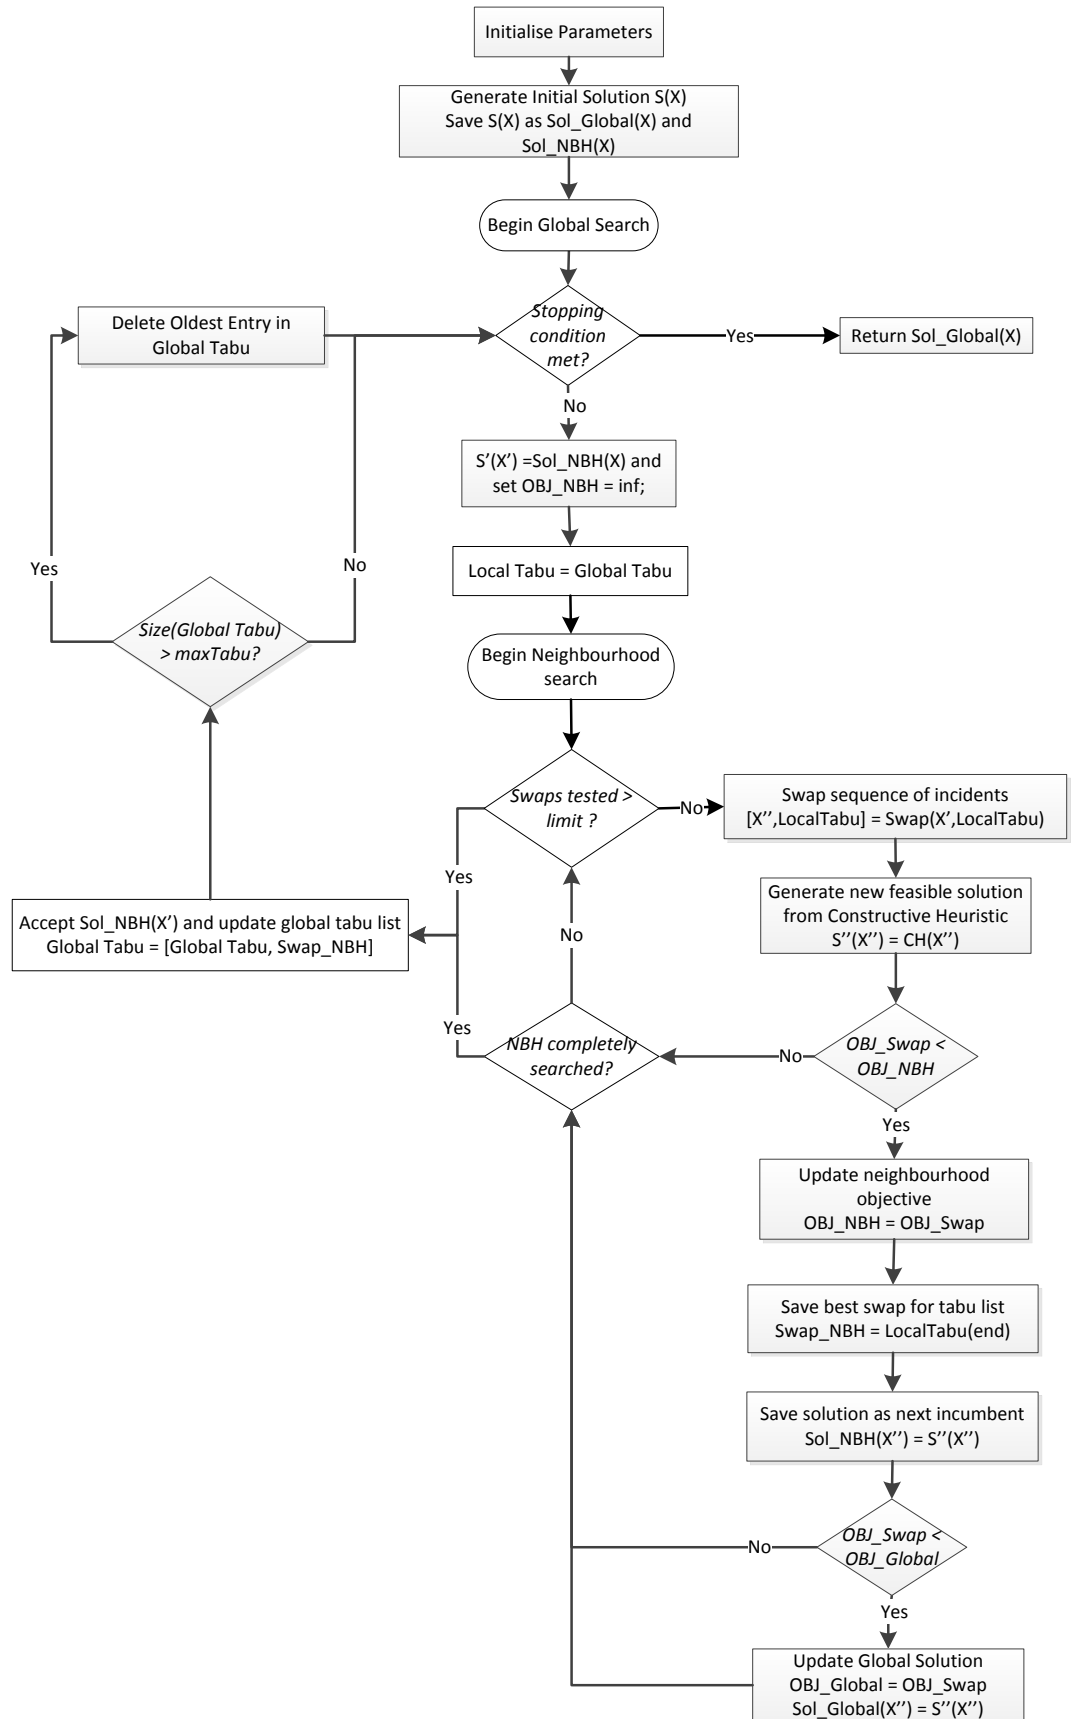 Initialise Parameters
Generate Initial Solution S(X)
Save S(X) as Sol_Global(X) and
Sol_NBH(X)
Begin Global Search
Stopping
condition
met?
Yes
Return Sol_Global(X)
Delete Oldest Entry in
Global Tabu
No
S’(X’) =Sol_NBH(X) and
set OBJ_NBH = inf;
Local Tabu = Global Tabu
Yes
No
Size(Global Tabu)
> maxTabu?
Begin Neighbourhood
search
Swaps tested >
limit ?
No
Swap sequence of incidents
[X’’,LocalTabu] = Swap(X’,LocalTabu)
Yes
Generate new feasible solution
from Constructive Heuristic
S’’(X’’) = CH(X’’)
Accept Sol_NBH(X’) and update global tabu list
Global Tabu = [Global Tabu, Swap_NBH]
No
Yes
NBH completely
searched?
No
OBJ_Swap <
OBJ_NBH
Yes
Update neighbourhood
objective
OBJ_NBH = OBJ_Swap
Save best swap for tabu list
Swap_NBH = LocalTabu(end)
Save solution as next incumbent
Sol_NBH(X’’) = S’’(X’’)
No
OBJ_Swap <
OBJ_Global
Yes
Update Global Solution
OBJ_Global = OBJ_Swap
Sol_Global(X’’) = S’’(X’’)